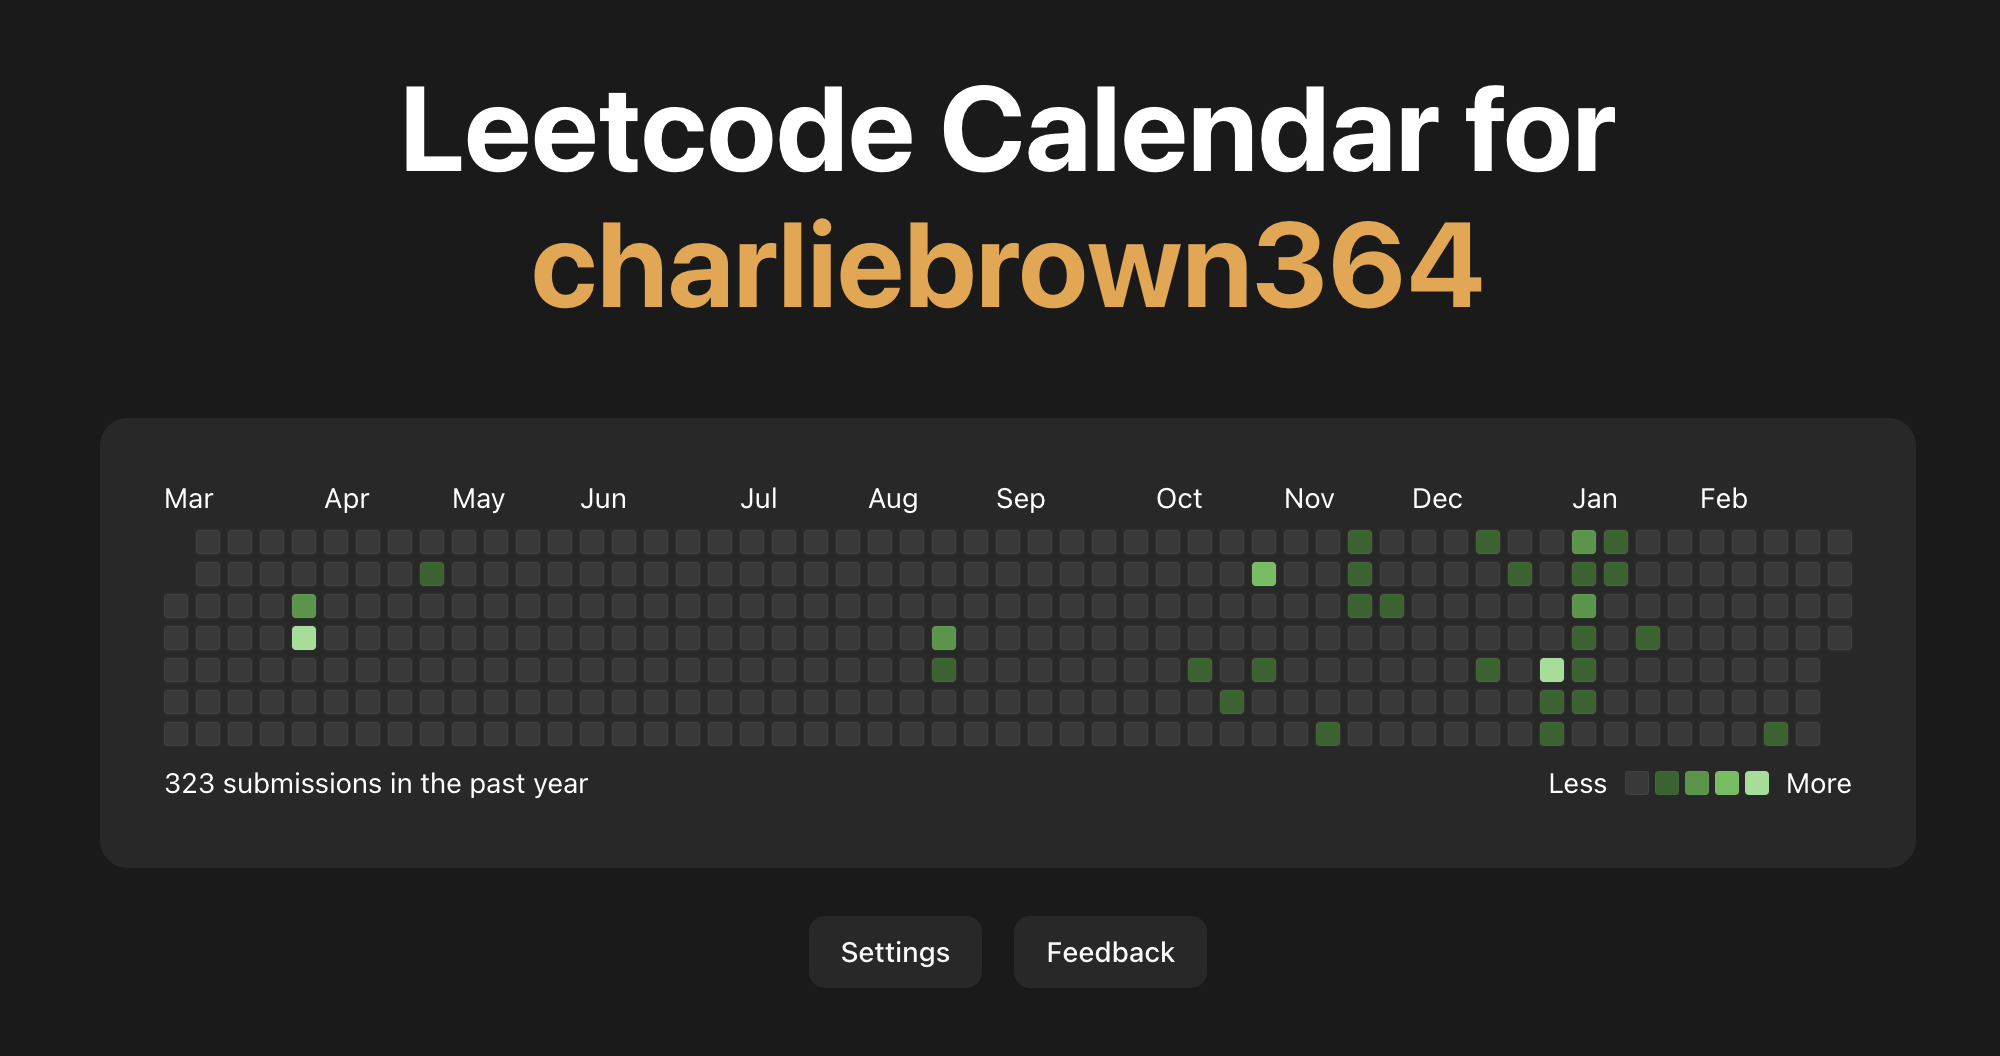 Leetcode Calendar for
charliebrown364
Mar Apr May Jun Jul Aug Sep Oct Nov Dec Jan Feb
323 submissions in the past year
Less More
Settings Feedback